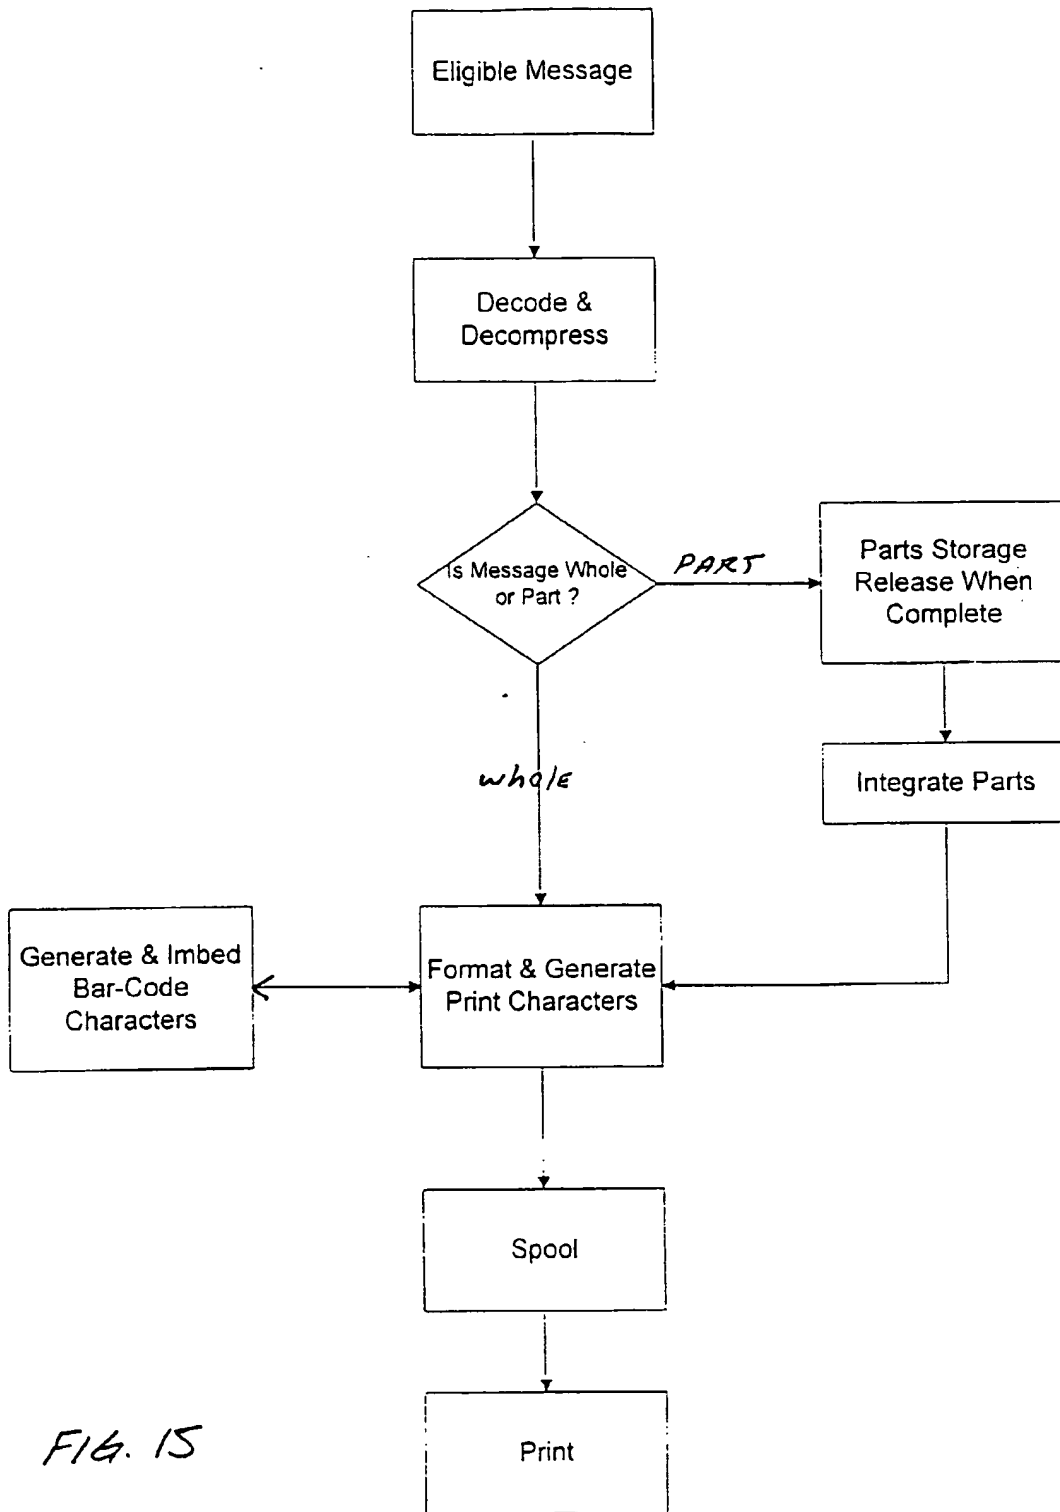 Eligible Message
Decode &
Decompress
Is Message Whole
or Part ?
PART
Parts Storage
Release When
Complete
Integrate Parts
whole
Generate & Imbed
Bar-Code
Characters
Format & Generate
Print Characters
Spool
Print
FIG. 15